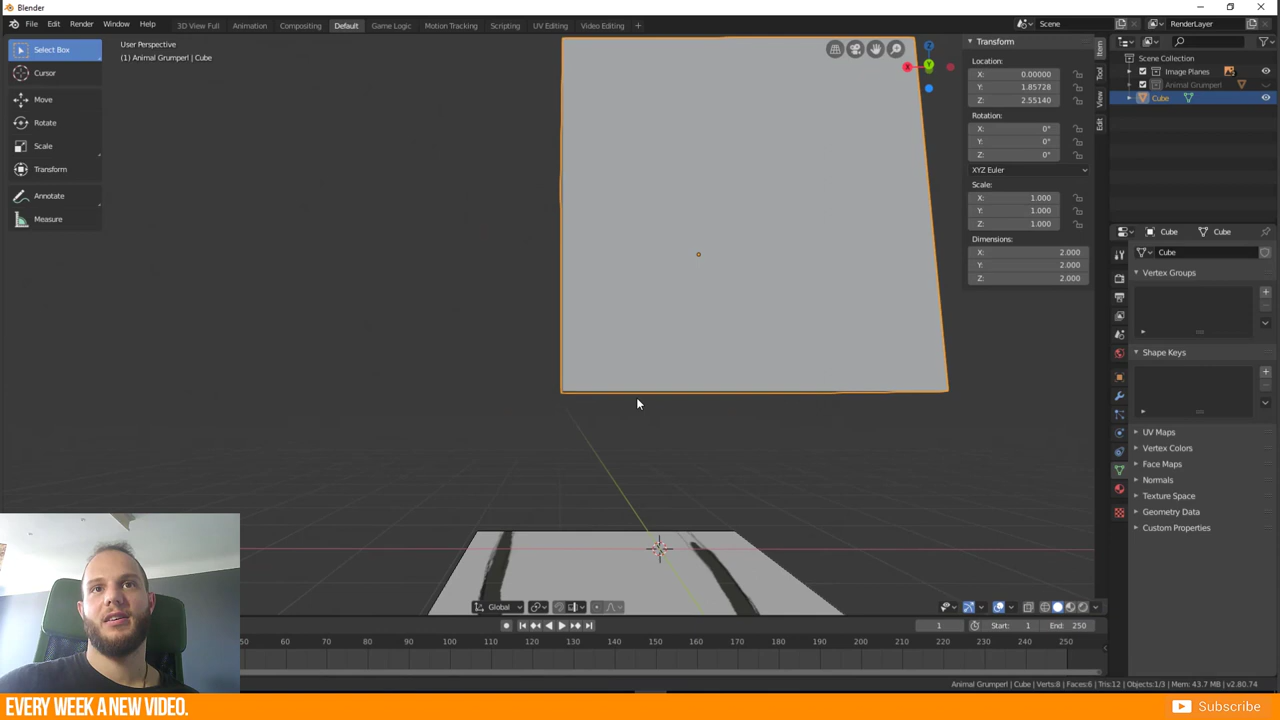 Blender
File Edit Render Window Help 3D View Full Animation Compositing Default Game Logic Motion Tracking Scripting UV Editing Video Editing + Scene RenderLayer
Select Box
Cursor
Move
Rotate
Scale
Transform
Annotate
Measure
User Perspective
(1) Animal Grumperl | Cube
X
Y
Z
Transform
Location:
X: 0.00000
Y: 1.85728
Z: 2.55140
Rotation:
X: 0°
Y: 0°
Z: 0°
XYZ Euler
Scale:
X: 1.000
Y: 1.000
Z: 1.000
Dimensions:
X: 2.000
Y: 2.000
Z: 2.000
Item
Tool
View
Edit
Scene Collection
Image Planes
Animal Grumperl
Cube
Cube Cube
Cube
Vertex Groups
Shape Keys
UV Maps
Vertex Colors
Face Maps
Normals
Texture Space
Geometry Data
Custom Properties
Global
1 Start: 1 End: 250
50 60 70 80 90 100 110 120 130 140 150 160 170 180 190 200 210 220 230 240 250
Animal Grumperl | Cube | Verts:8 | Faces:6 | Tris:12 | Objects:1/3 | Mem: 43.7 MB | v2.80.74
EVERY WEEK A NEW VIDEO.
Subscribe